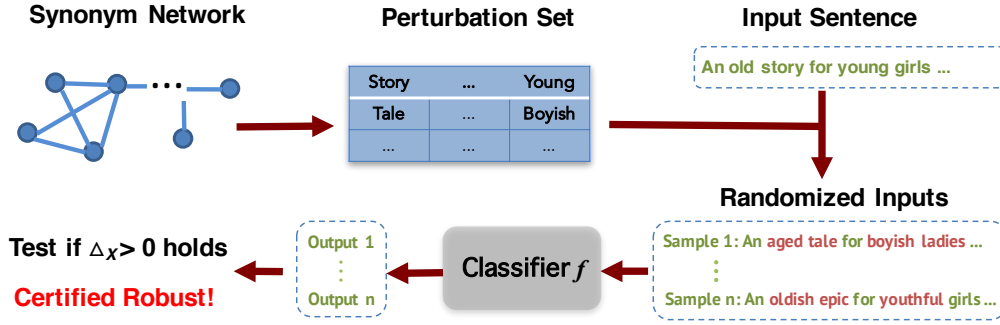 Synonym Network
Perturbation Set
Input Sentence
Story ... Young
Tale ... Boyish
... ... ...
An old story for young girls ...
Randomized Inputs
Sample 1: An aged tale for boyish ladies ...
Sample n: An oldish epic for youthful girls ...
Classifier f
Output 1
Output n
Test if △X > 0 holds
Certified Robust!